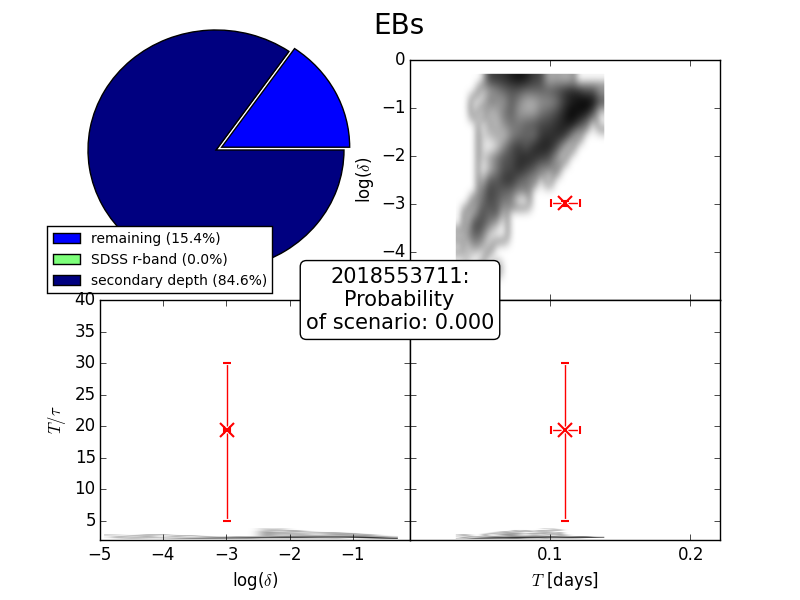 EBs
remaining (15.4%)
SDSS r-band (0.0%)
secondary depth (84.6%)
0
−1
−2
−3
−4
log(δ)
2018553711:
Probability
of scenario: 0.000
40
35
30
25
20
15
10
5
T/τ
−5
−4
−3
−2
−1
log(δ)
0.1
0.2
T [days]